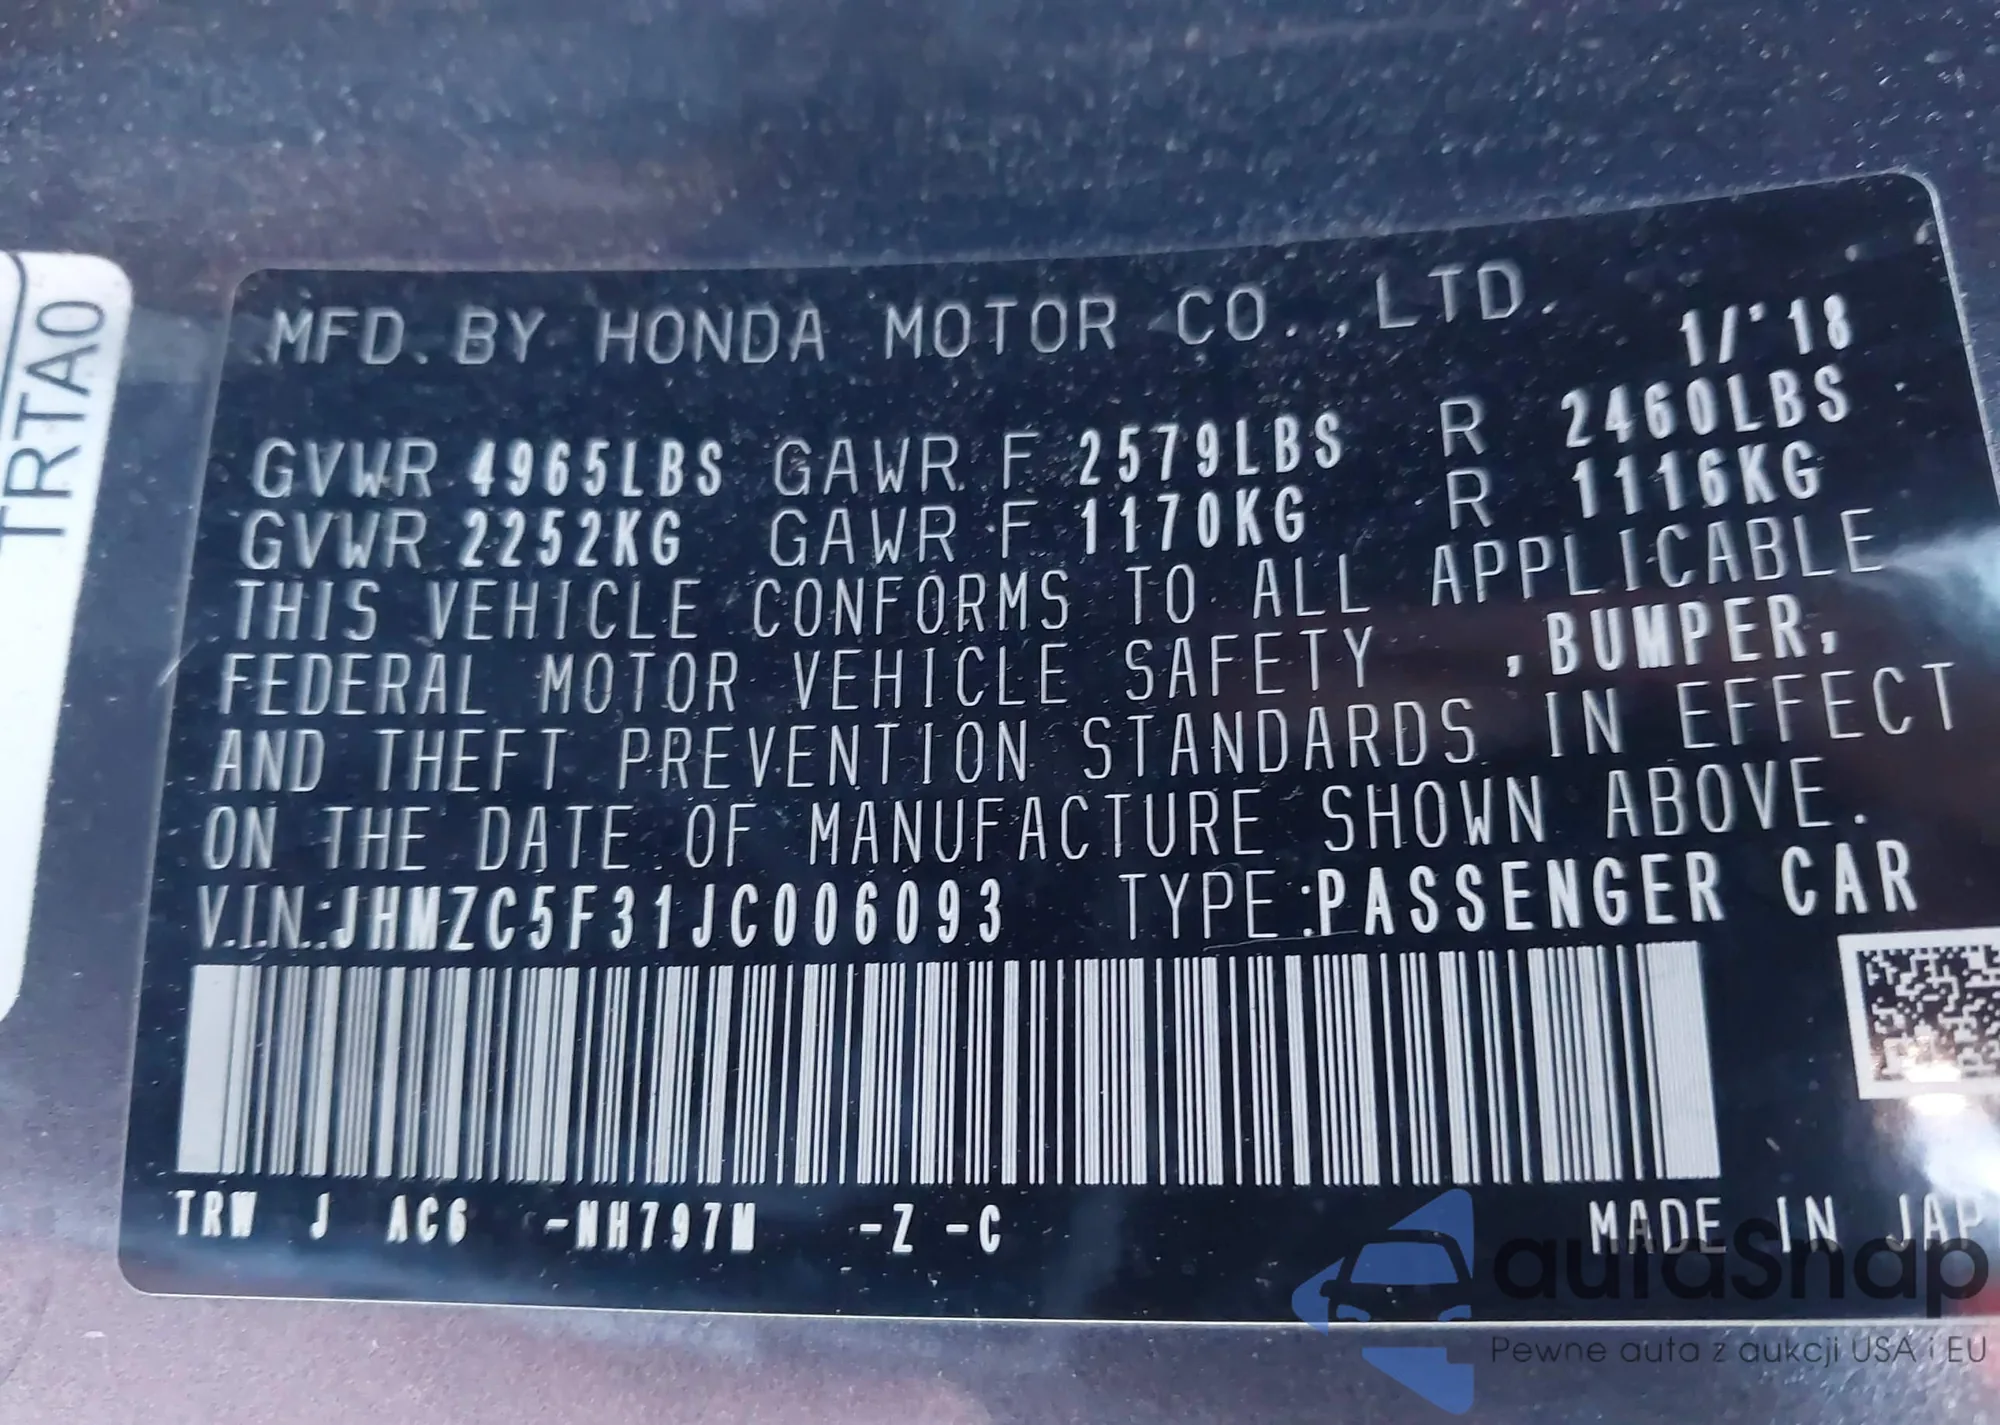 TRTA0
MFD. BY HONDA MOTOR CO., LTD. 1/'18
GVWR 4965LBS GAWR F 2579LBS R 2460LBS
GVWR 2252KG GAWR F 1170KG R 1116KG
THIS VEHICLE CONFORMS TO ALL APPLICABLE
FEDERAL MOTOR VEHICLE SAFETY ,BUMPER,
AND THEFT PREVENTION STANDARDS IN EFFECT
ON THE DATE OF MANUFACTURE SHOWN ABOVE.
V.I.N.:JHMZC5F31JC006093 TYPE:PASSENGER CAR
TRW J AC6 -NH797M -Z -C MADE IN JAP
autaSnap
Pewne auta z aukcji USA i EU